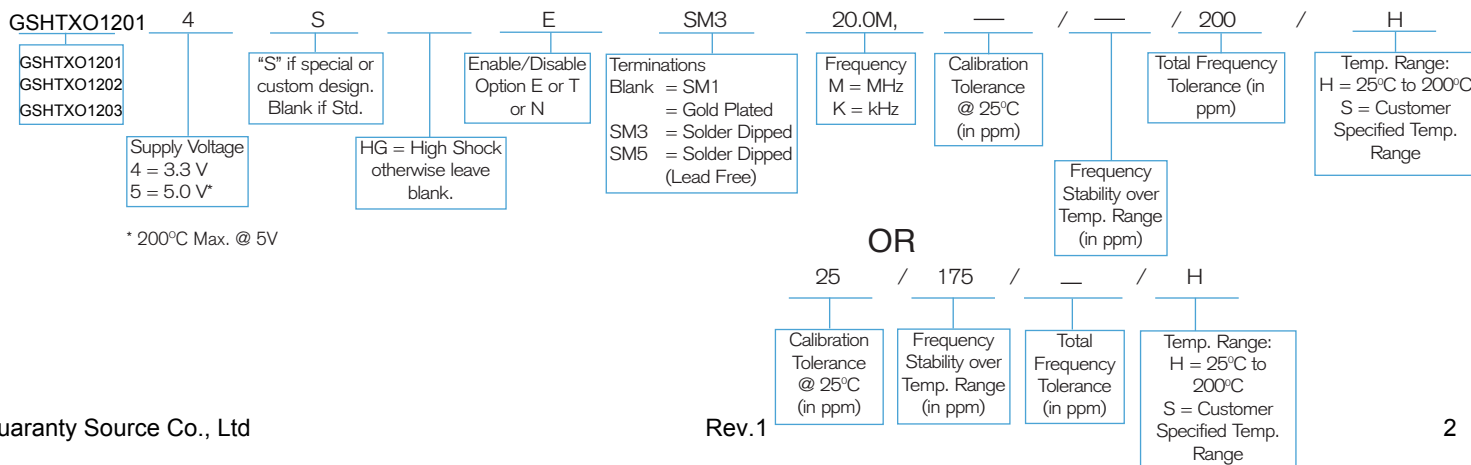 GSHTXO1201 4 S E SM3 20.0M, — / — / 200 / H
GSHTXO1201
GSHTXO1202
GSHTXO1203
Supply Voltage
4 = 3.3 V
5 = 5.0 V*
"S" if special or
custom design.
Blank if Std.
HG = High Shock
otherwise leave
blank.
Enable/Disable
Option E or T
or N
Terminations
Blank = SM1
= Gold Plated
SM3 = Solder Dipped
SM5 = Solder Dipped
(Lead Free)
Frequency
M = MHz
K = kHz
Calibration
Tolerance
@ 25°C
(in ppm)
Frequency
Stability over
Temp. Range
(in ppm)
Total Frequency
Tolerance (in
ppm)
Temp. Range:
H = 25°C to 200°C
S = Customer
Specified Temp.
Range
* 200°C Max. @ 5V
OR
25 / 175 / — / H
Calibration
Tolerance
@ 25°C
(in ppm)
Frequency
Stability over
Temp. Range
(in ppm)
Total
Frequency
Tolerance
(in ppm)
Temp. Range:
H = 25°C to
200°C
S = Customer
Specified Temp.
Range
uaranty Source Co., Ltd Rev.1 2